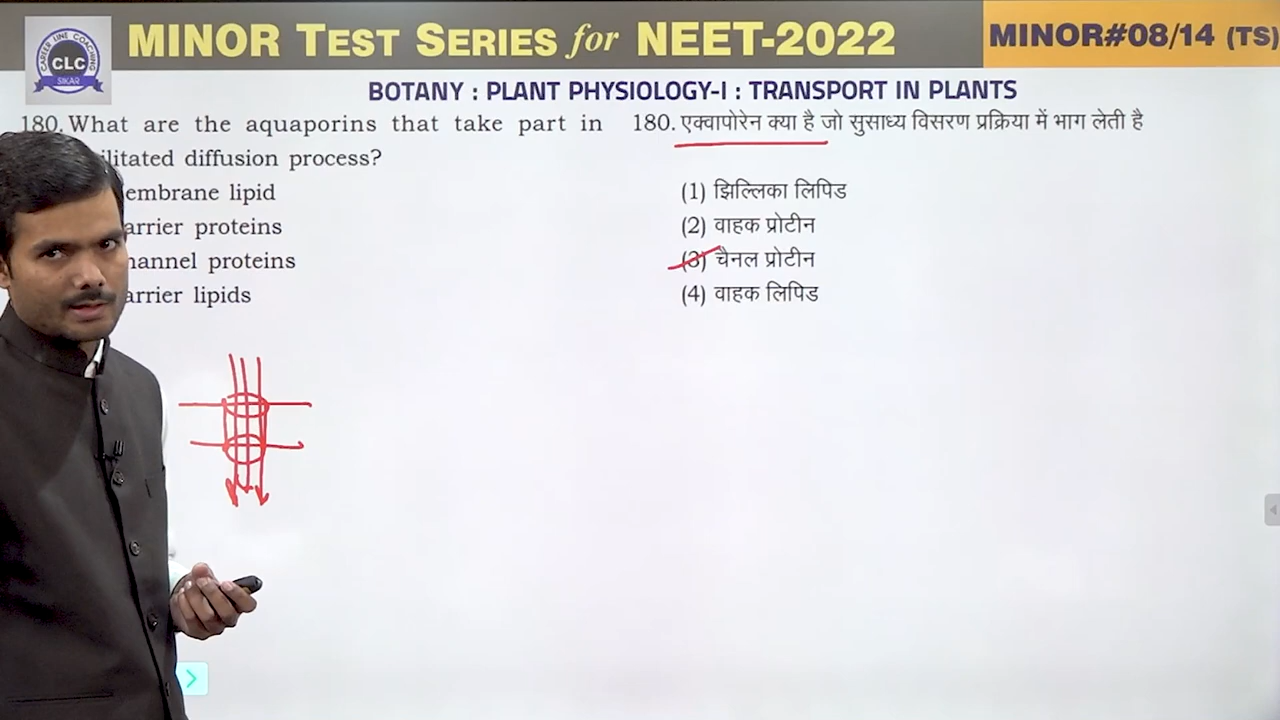 CAREER LINE COACHING
CLC
SIKAR
MINOR TEST SERIES for NEET-2022
MINOR#08/14 (TS)
BOTANY : PLANT PHYSIOLOGY-I : TRANSPORT IN PLANTS
180. What are the aquaporins that take part in
ilitated diffusion process?
embrane lipid
arrier proteins
hannel proteins
arrier lipids
180. एक्वापोरेन क्या है जो सुसाध्य विसरण प्रक्रिया में भाग लेती है
(1) झिल्लिका लिपिड
(2) वाहक प्रोटीन
(3) चैनल प्रोटीन
(4) वाहक लिपिड